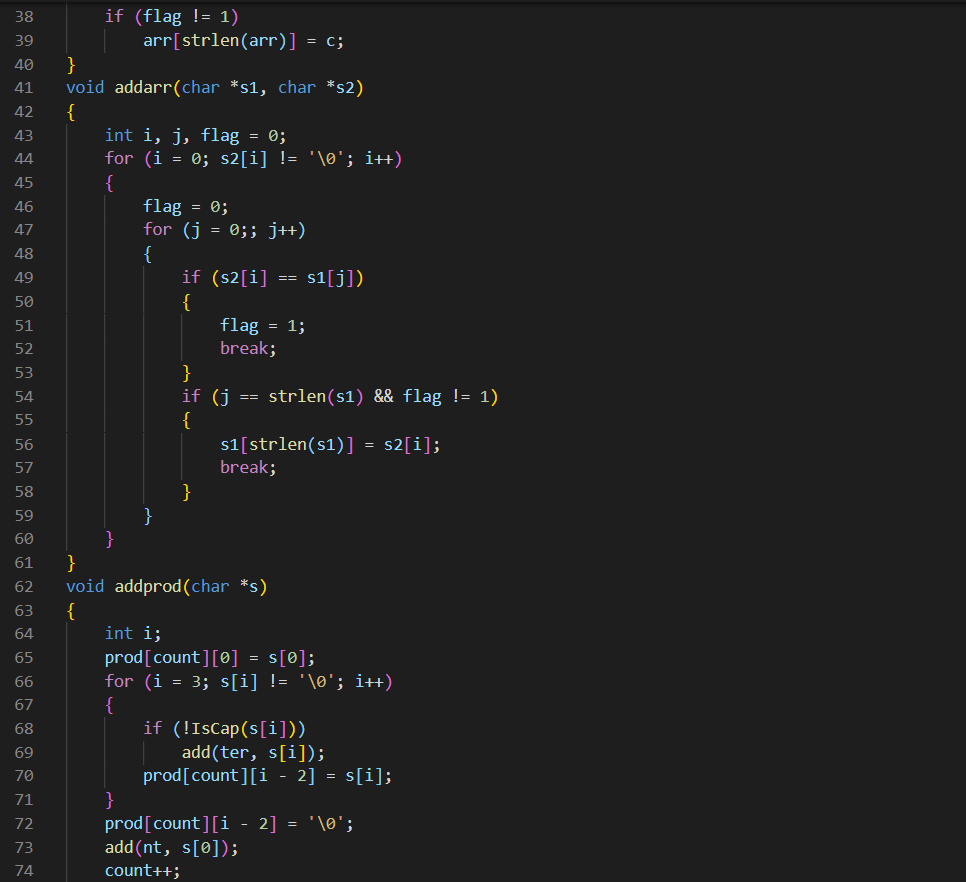 38 if (flag != 1)
39 arr[strlen(arr)] = c;
40 }
41 void addarr(char *s1, char *s2)
42 {
43 int i, j, flag = 0;
44 for (i = 0; s2[i] != '\0'; i++)
45 {
46 flag = 0;
47 for (j = 0;; j++)
48 {
49 if (s2[i] == s1[j])
50 {
51 flag = 1;
52 break;
53 }
54 if (j == strlen(s1) && flag != 1)
55 {
56 s1[strlen(s1)] = s2[i];
57 break;
58 }
59 }
60 }
61 }
62 void addprod(char *s)
63 {
64 int i;
65 prod[count][0] = s[0];
66 for (i = 3; s[i] != '\0'; i++)
67 {
68 if (!IsCap(s[i]))
69 add(ter, s[i]);
70 prod[count][i - 2] = s[i];
71 }
72 prod[count][i - 2] = '\0';
73 add(nt, s[0]);
74 count++;